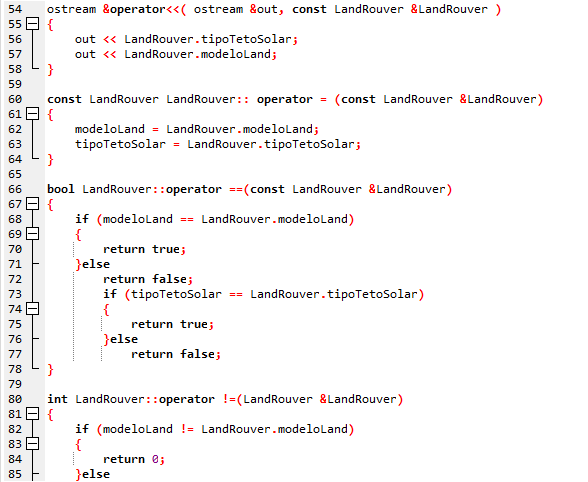 54 ostream &operator<<( ostream &out, const LandRouver &LandRouver )
55 {
56 out << LandRouver.tipoTetoSolar;
57 out << LandRouver.modeloLand;
58 }
59
60 const LandRouver LandRouver:: operator = (const LandRouver &LandRouver)
61 {
62 modeloLand = LandRouver.modeloLand;
63 tipoTetoSolar = LandRouver.tipoTetoSolar;
64 }
65
66 bool LandRouver::operator ==(const LandRouver &LandRouver)
67 {
68 if (modeloLand == LandRouver.modeloLand)
69 {
70 return true;
71 }else
72 return false;
73 if (tipoTetoSolar == LandRouver.tipoTetoSolar)
74 {
75 return true;
76 }else
77 return false;
78 }
79
80 int LandRouver::operator !=(LandRouver &LandRouver)
81 {
82 if (modeloLand != LandRouver.modeloLand)
83 {
84 return 0;
85 }else